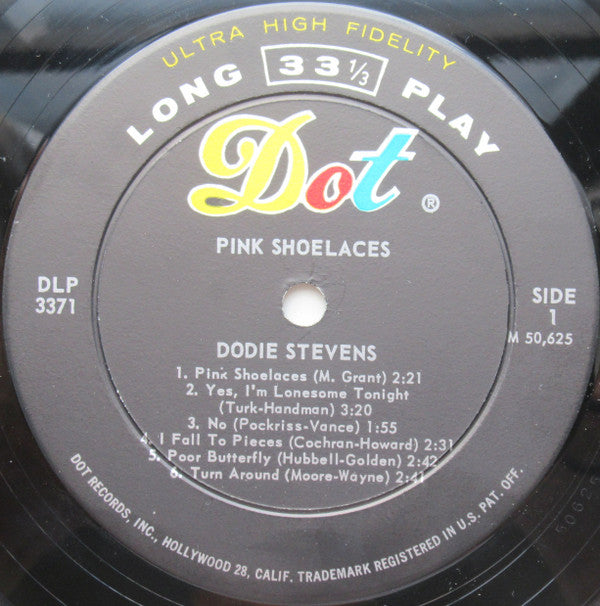 ULTRA HIGH FIDELITY
LONG 33 1/3 PLAY
Dot ®
PINK SHOELACES
DLP
3371
SIDE
1
M 50,625
DODIE STEVENS
1. Pink Shoelaces (M. Grant) 2:21
2. Yes, I'm Lonesome Tonight
(Turk-Handman) 3:20
3. No (Pockriss-Vance) 1:55
4. I Fall To Pieces (Cochran-Howard) 2:31
5. Poor Butterfly (Hubbell-Golden) 2:42
6. Turn Around (Moore-Wayne) 2:41
DOT RECORDS, INC., HOLLYWOOD 28, CALIF. TRADEMARK REGISTERED IN U.S. PAT. OFF.